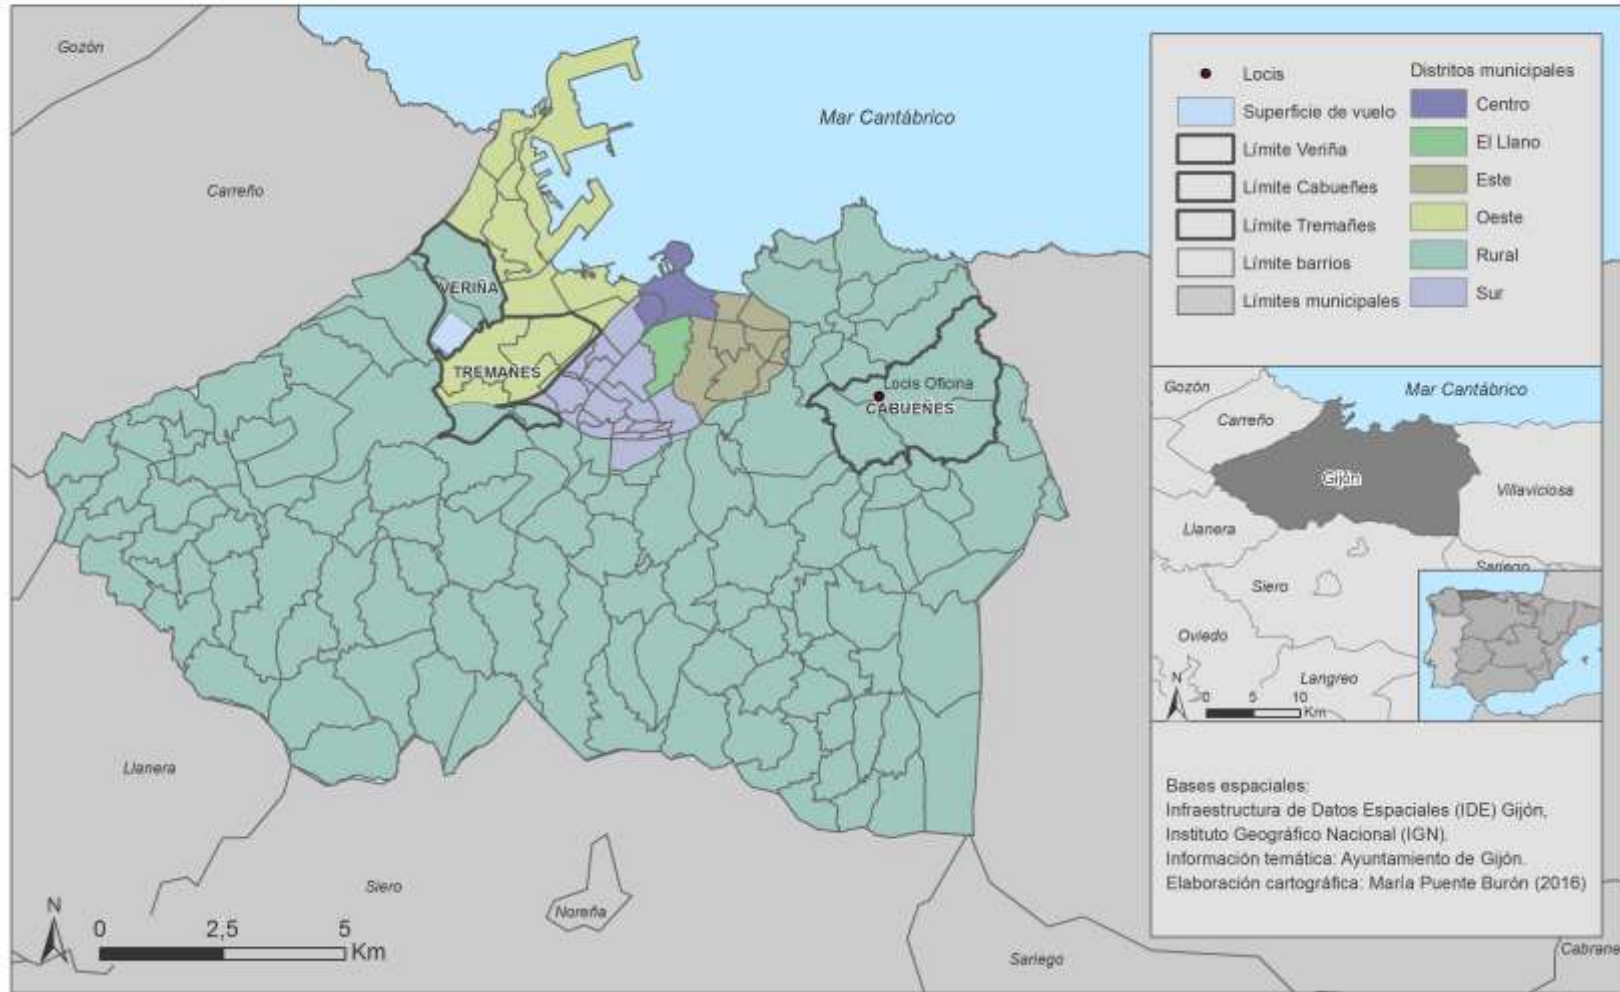 Gozón
Mar Cantábrico
Carreño
VERIÑA
TREMAÑES
Locis Oficina
CABUEÑES
Llanera
Siero
Noreña
Sariego
Cabrane
N
0 2,5 5
Km
Locis
Superficie de vuelo
Límite Veriña
Límite Cabueñes
Límite Tremañes
Límite barrios
Límites municipales
Distritos municipales
Centro
El Llano
Este
Oeste
Rural
Sur
Gozón
Mar Cantábrico
Carreño
Gijón
Villaviciosa
Llanera
Sariego
Siero
Oviedo
Langreo
N
0 5 10
Km
Bases espaciales:
Infraestructura de Datos Espaciales (IDE) Gijón,
Instituto Geográfico Nacional (IGN).
Información temática: Ayuntamiento de Gijón.
Elaboración cartográfica: María Puente Burón (2016)